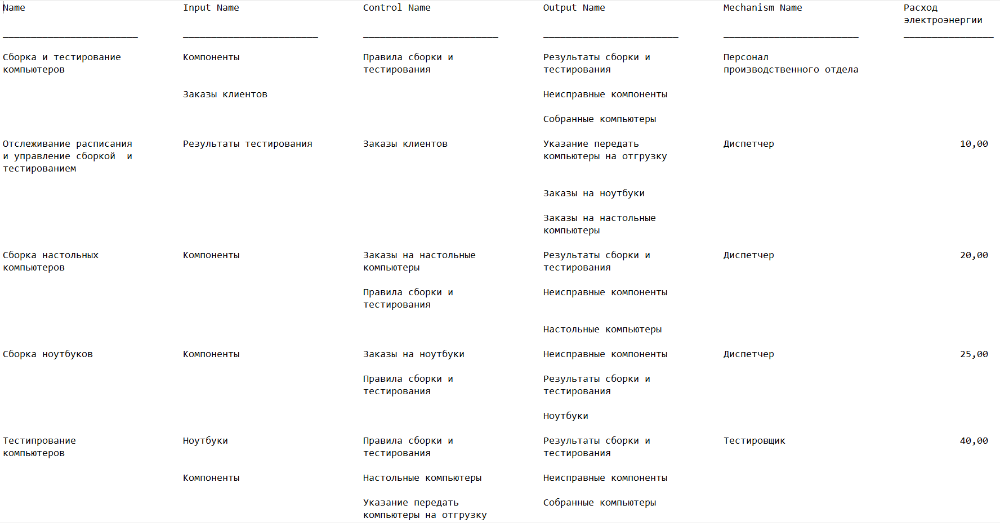 Name Input Name Control Name Output Name Mechanism Name Расход
электроэнергии
Сборка и тестирование Компоненты Правила сборки и Результаты сборки и Персонал
компьютеров тестирования тестирования производственного отдела
Заказы клиентов Неисправные компоненты
Собранные компьютеры
Отслеживание расписания Результаты тестирования Заказы клиентов Указание передать Диспетчер 10,00
и управление сборкой  и компьютеры на отгрузку
тестированием
Заказы на ноутбуки
Заказы на настольные
компьютеры
Сборка настольных Компоненты Заказы на настольные Результаты сборки и Диспетчер 20,00
компьютеров компьютеры тестирования
Правила сборки и Неисправные компоненты
тестирования
Настольные компьютеры
Сборка ноутбуков Компоненты Заказы на ноутбуки Неисправные компоненты Диспетчер 25,00
Правила сборки и Результаты сборки и
тестирования тестирования
Ноутбуки
Тестипрование Ноутбуки Правила сборки и Результаты сборки и Тестировщик 40,00
компьютеров тестирования тестирования
Компоненты Настольные компьютеры Неисправные компоненты
Указание передать Собранные компьютеры
компьютеры на отгрузку